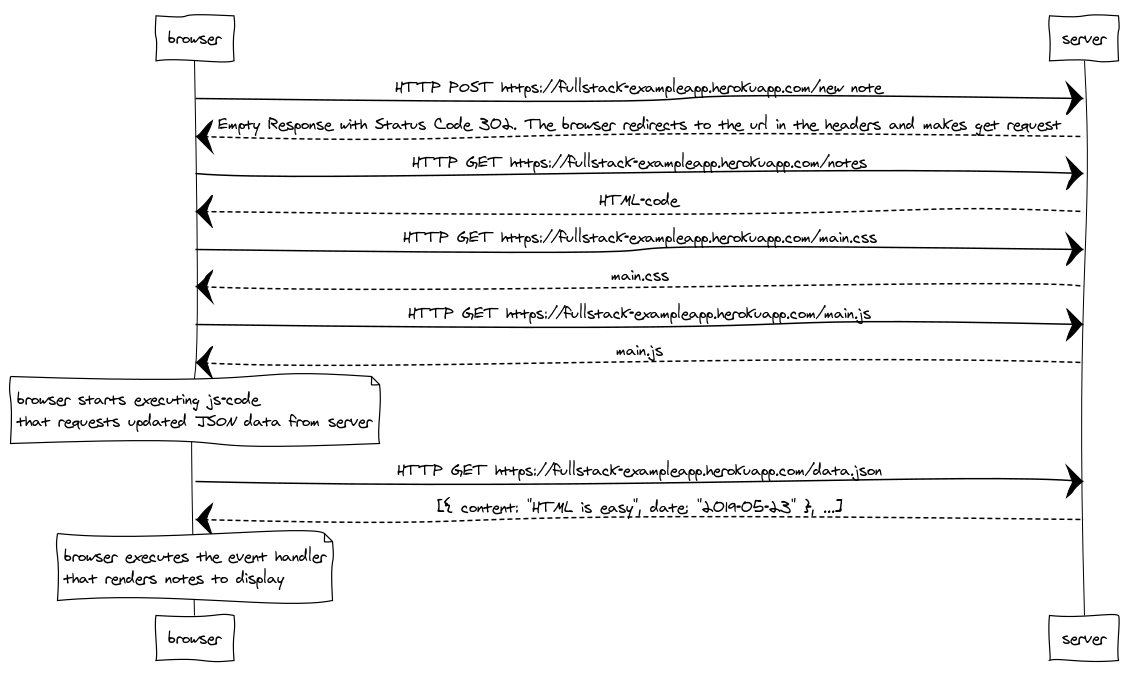 browser
server
HTTP POST https://fullstack-exampleapp.herokuapp.com/new note
Empty Response with Status Code 302. The browser redirects to the url in the headers and makes get request
HTTP GET https://fullstack-exampleapp.herokuapp.com/notes
HTML-code
HTTP GET https://fullstack-exampleapp.herokuapp.com/main.css
main.css
HTTP GET https://fullstack-exampleapp.herokuapp.com/main.js
main.js
browser starts executing js-code
that requests updated JSON data from server
HTTP GET https://fullstack-exampleapp.herokuapp.com/data.json
[{ content: "HTML is easy", date: "2019-05-23" }, ...]
browser executes the event handler
that renders notes to display
browser
server